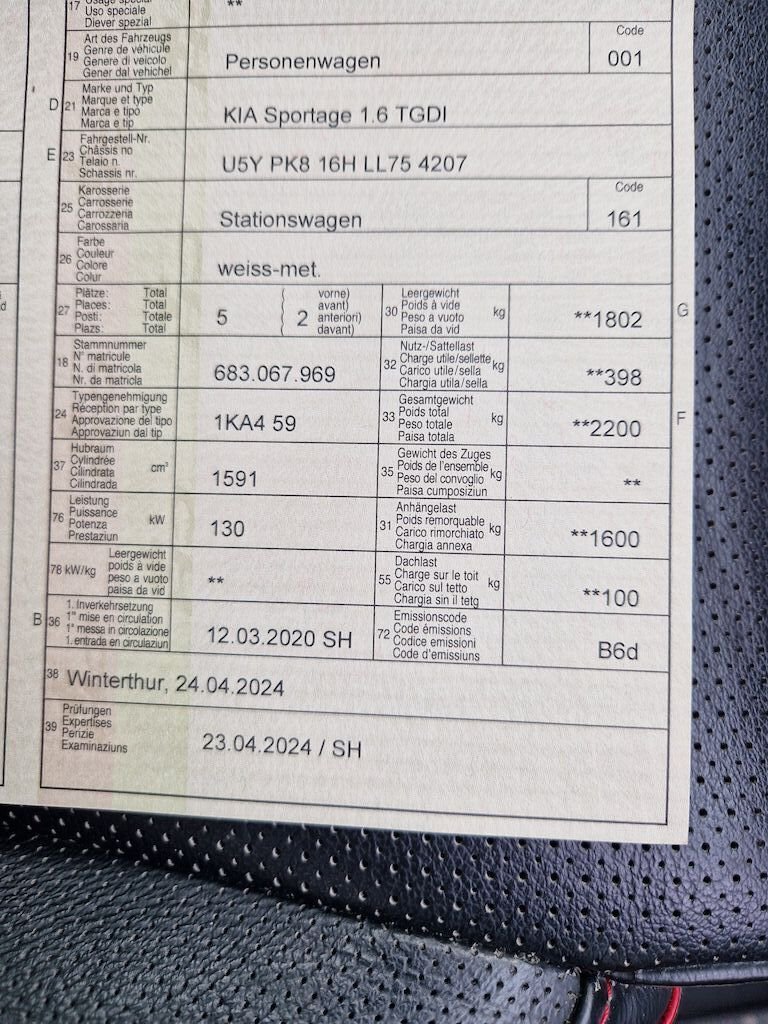 17
Uso speciale
Diever spezial
**
19
Art des Fahrzeugs
Genre de véhicule
Genere di veicolo
Gener dal vehichel
Personenwagen
Code
001
D
21
Marke und Typ
Marque et type
Marca e tipo
Marca e tip
KIA Sportage 1.6 TGDI
E
23
Fahrgestell-Nr.
Châssis no
Telaio n.
Schassis nr.
U5Y PK8 16H LL75 4207
25
Karosserie
Carrosserie
Carrozzeria
Carossaria
Stationswagen
Code
161
26
Farbe
Couleur
Colore
Colur
weiss-met.
27
Plätze: Total
Places: Total
Posti: Totale
Plazs: Total
5
( 2
vorne)
avant)
anteriori)
davant)
30
Leergewicht
Poids à vide
Peso a vuoto
Paisa da vid
kg
**1802
G
18
Stammnummer
N° matricule
N. di matricola
Nr. da matricla
683.067.969
32
Nutz-/Sattellast
Charge utile/sellette
Carico utile/sella
Chargia utila/sella
kg
**398
24
Typengenehmigung
Réception par type
Approvazione del tipo
Approvaziun dal tip
1KA4 59
33
Gesamtgewicht
Poids total
Peso totale
Paisa totala
kg
**2200
F
37
Hubraum
Cylindrée
Cilindrata
Cilindrada
cm³
1591
35
Gewicht des Zuges
Poids de l'ensemble
Peso del convoglio
Paisa cumposiziun
kg
**
76
Leistung
Puissance
Potenza
Prestaziun
kW
130
31
Anhängelast
Poids remorquable
Carico rimorchiato
Chargia annexa
kg
**1600
78 kW/kg
Leergewicht
poids à vide
peso a vuoto
paisa da vid
**
55
Dachlast
Charge sur le toit
Carico sul tetto
Chargia sin il tetg
kg
**100
B
36
1. Inverkehrsetzung
1re mise en circulation
1a messa in circolazione
1. entrada en circulaziun
12.03.2020 SH
72
Emissionscode
Code émissions
Codice emissioni
Code d'emissiuns
B6d
38
Winterthur, 24.04.2024
39
Prüfungen
Expertises
Perizie
Examinaziuns
23.04.2024 / SH